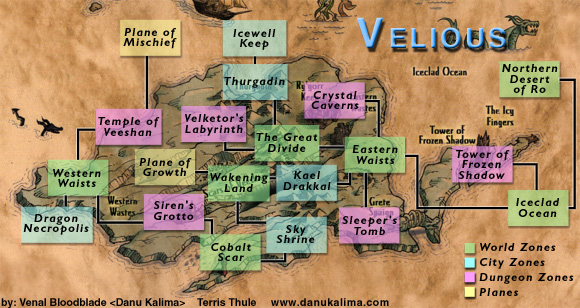 VELIOUS
Plane of
Mischief
Icewell
Keep
Iceclad Ocean
Northern
Desert
of Ro
Thurgadin
Crystal
Caverns
Temple of
Veeshan
Velketor's
Labyrinth
The Great
Divide
The Icy
Fingers
Tower of
Frozen Shadow
Plane of
Growth
Eastern
Waists
Tower of
Frozen
Shadow
Western
Waists
Wakening
Land
Kael
Drakkal
Western
Wastes
Siren's
Grotto
Grete
Sleeper's
Tomb
Iceclad
Ocean
Dragon
Necropolis
Cobalt
Scar
Sky
Shrine
World Zones
City Zones
Dungeon Zones
Planes
by: Venal Bloodblade <Danu Kalima> Terris Thule www.danukalima.com